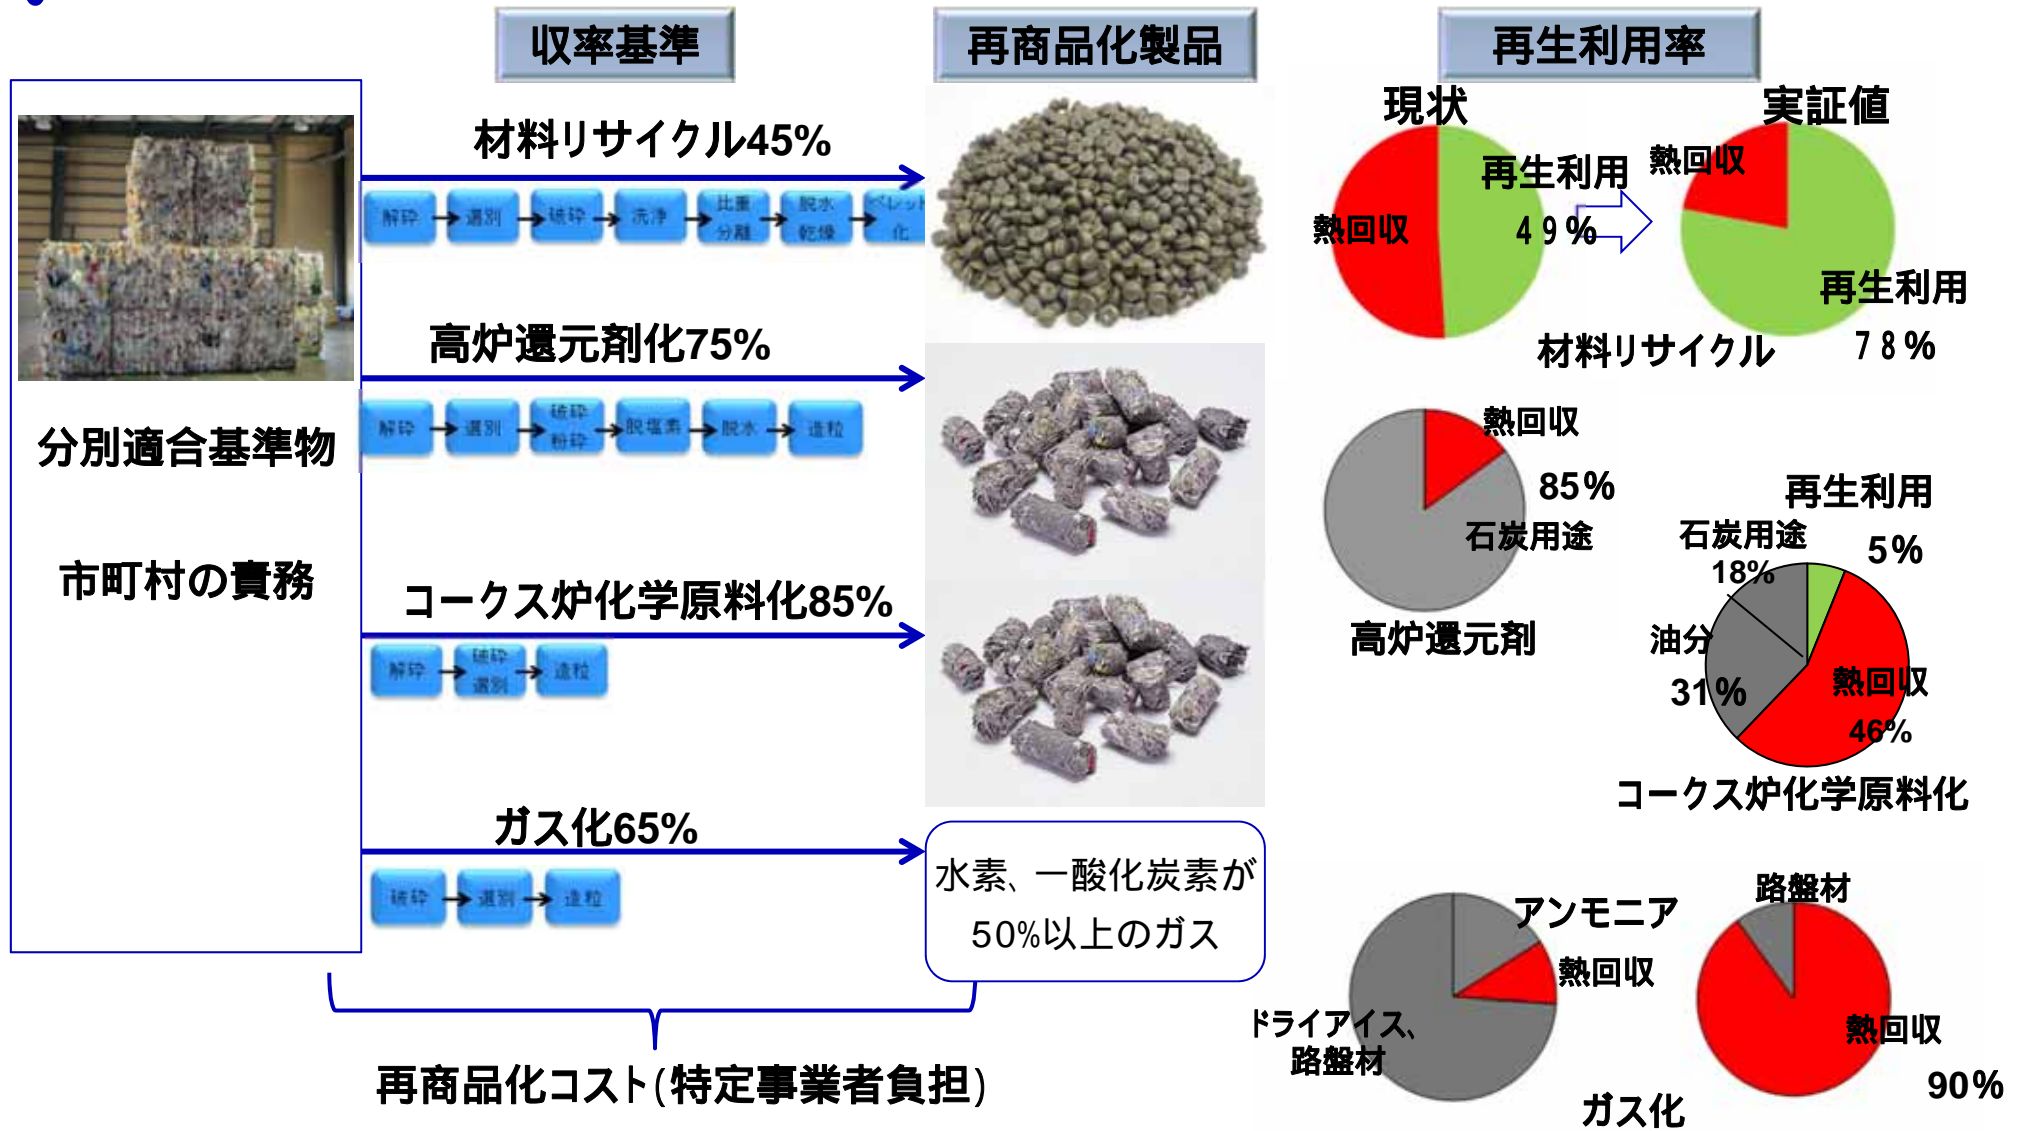 収率基準
再商品化製品
再生利用率
分別適合基準物
市町村の責務
材料リサイクル45%
解砕
選別
破砕
洗浄
比重
分離
脱水
乾燥
ペレット
化
高炉還元剤化75%
解砕
選別
破砕
粉砕
脱塩素
脱水
造粒
コークス炉化学原料化85%
解砕
破砕
選別
造粒
ガス化65%
破砕
選別
造粒
水素、一酸化炭素が
50%以上のガス
再商品化コスト(特定事業者負担)
現状
再生利用
49%
熱回収
実証値
熱回収
再生利用
78%
材料リサイクル
熱回収
85%
石炭用途
高炉還元剤
再生利用
5%
石炭用途
18%
油分
31%
熱回収
46%
コークス炉化学原料化
アンモニア
熱回収
ドライアイス、
路盤材
路盤材
熱回収
90%
ガス化